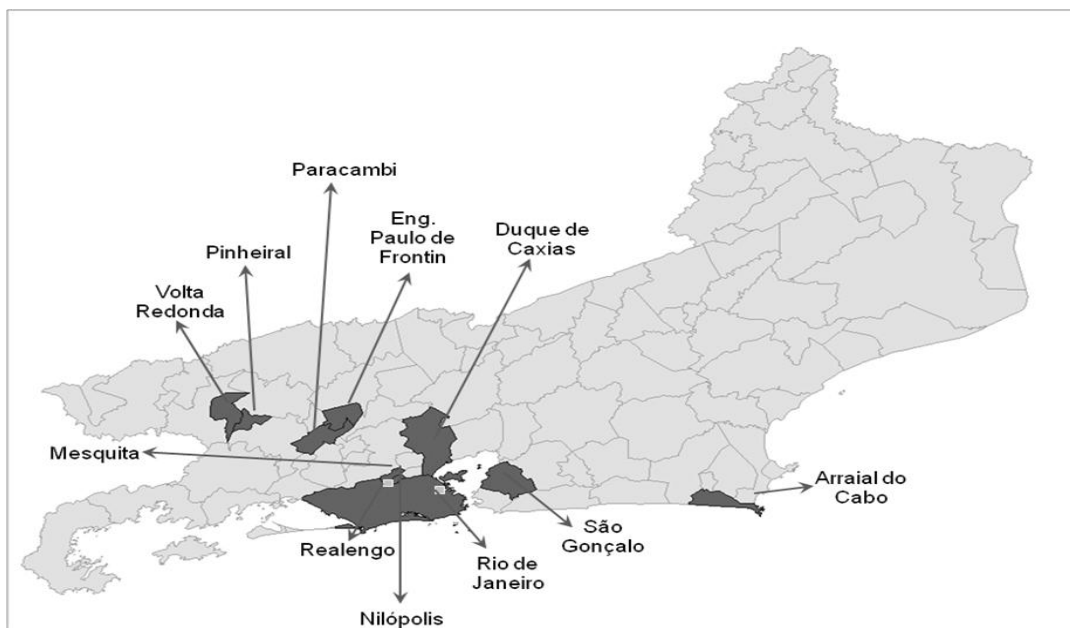 Paracambi
Eng.
Paulo de
Frontin
Duque de
Caxias
Pinheiral
Volta
Redonda
Mesquita
Arraial do
Cabo
São
Gonçalo
Realengo
Rio de
Janeiro
Nilópolis